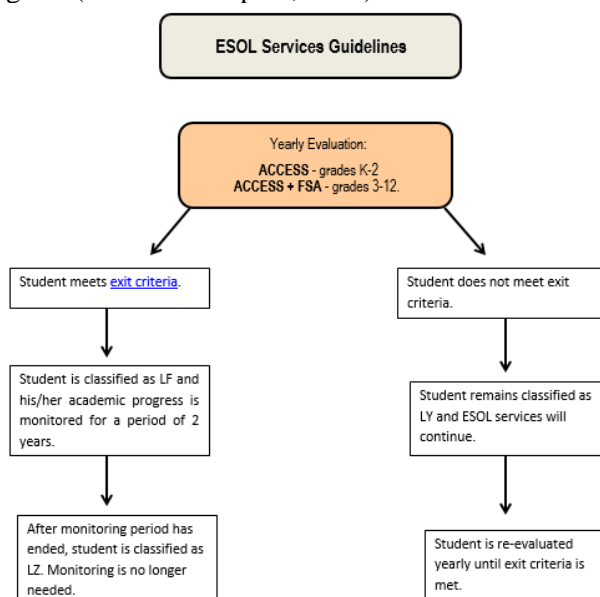 ESOL Services Guidelines
Yearly Evaluation:
ACCESS - grades K-2
ACCESS + FSA - grades 3-12.
Student meets exit criteria.
Student does not meet exit
criteria.
Student is classified as LF and
his/her academic progress is
monitored for a period of 2
years.
Student remains classified as
LY and ESOL services will
continue.
After monitoring period has
ended, student is classified as
LZ. Monitoring is no longer
needed.
Student is re-evaluated
yearly until exit criteria is
met.